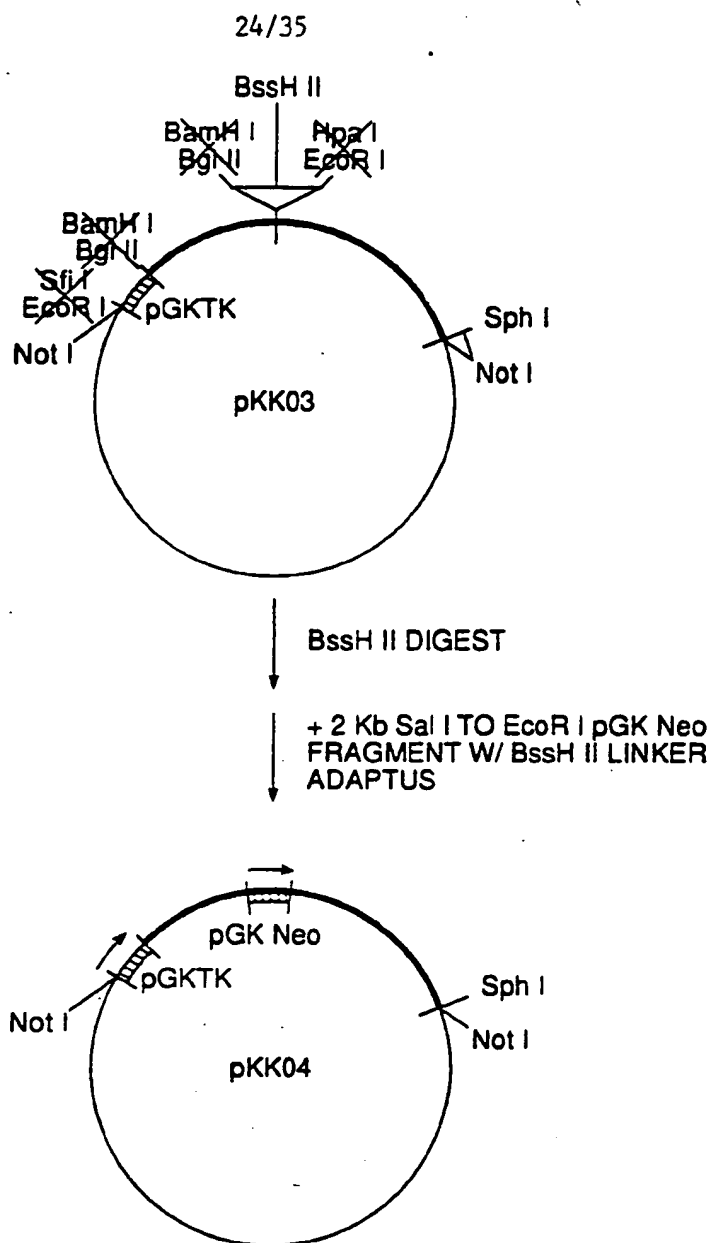 24/35
BssH II
BamH I
Bgl II
Hpa I
EcoR I
BamH I
Bgl II
Sfi I
EcoR I
pGKTK
Not I
Sph I
Not I
pKK03
BssH II DIGEST
+ 2 Kb Sal I TO EcoR I pGK Neo
FRAGMENT W/ BssH II LINKER
ADAPTUS
pGK Neo
pGKTK
Not I
Sph I
Not I
pKK04